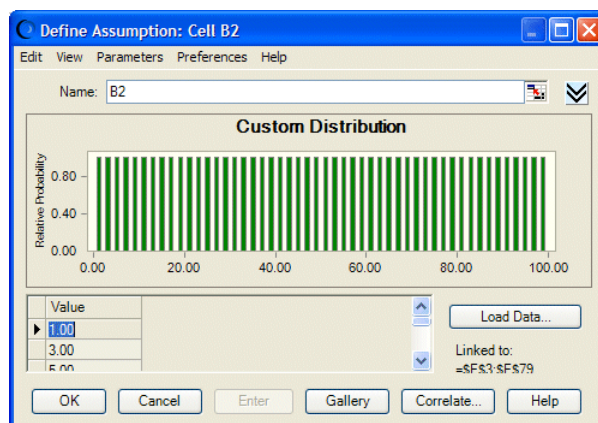 Define Assumption: Cell B2
Edit View Parameters Preferences Help
Name: B2
Custom Distribution
Relative Probability
0.80
0.40
0.00
0.00 20.00 40.00 60.00 80.00 100.00
Value
1.00
3.00
5.00
Load Data...
Linked to:
=$E$3:$E$79
OK Cancel Enter Gallery Correlate... Help